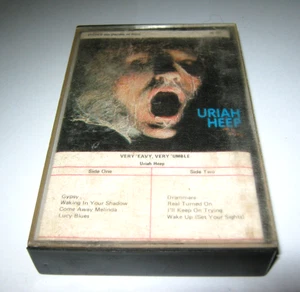 URIAH
HEEP
VERY 'EAVY, VERY 'UMBLE
Uriah Heep
Side One
Side Two
Gypsy
Walking In Your Shadow
Come Away Melinda
Lucy Blues
Dreammare
Real Turned On
I'll Keep On Trying
Wake Up (Set Your Sights)